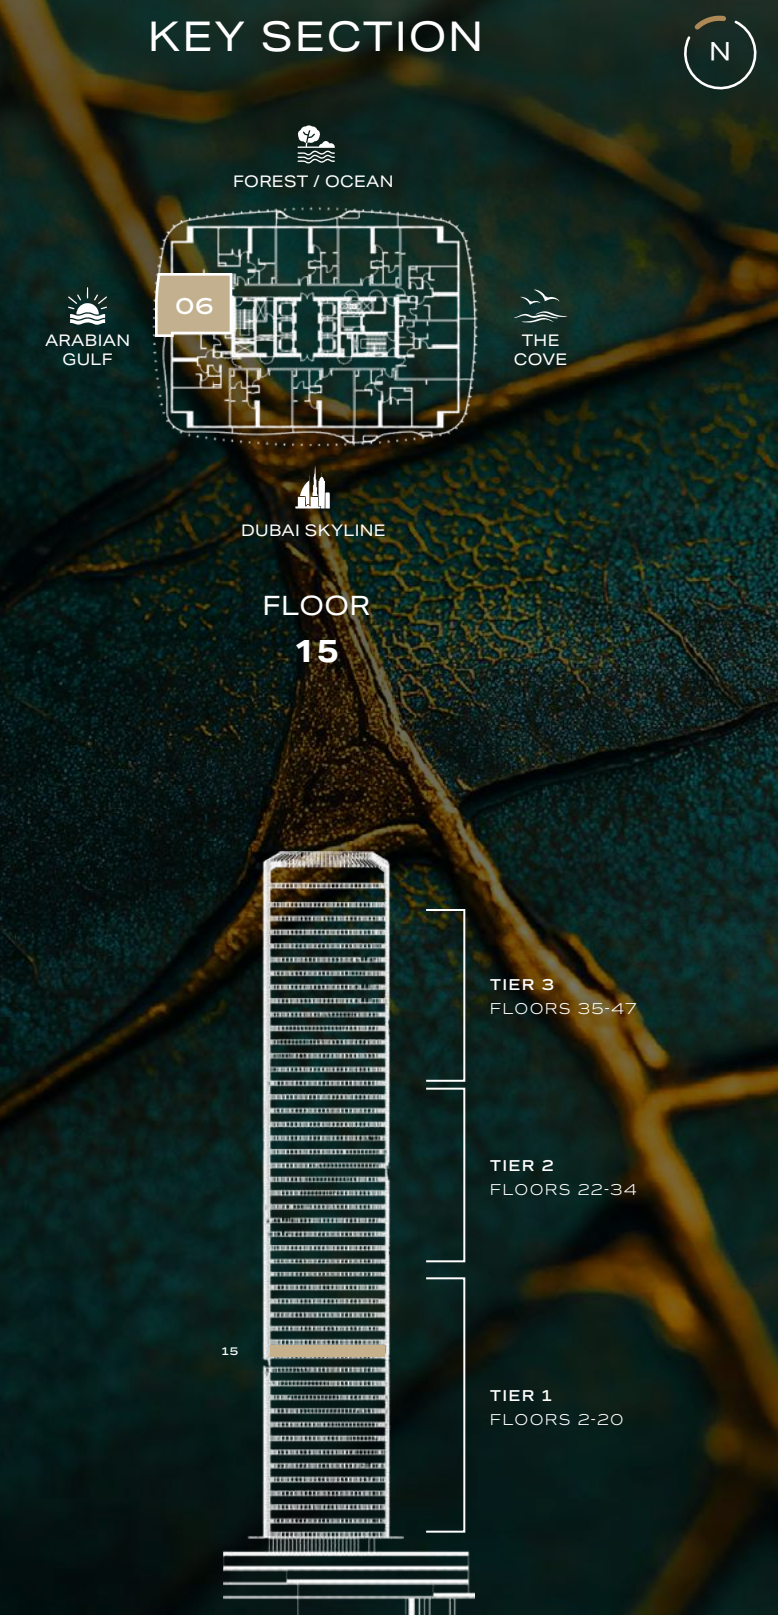 KEY SECTION
N
FOREST / OCEAN
06
ARABIAN
GULF
THE
COVE
DUBAI SKYLINE
FLOOR
15
TIER 3
FLOORS 35-47
TIER 2
FLOORS 22-34
15
TIER 1
FLOORS 2-20